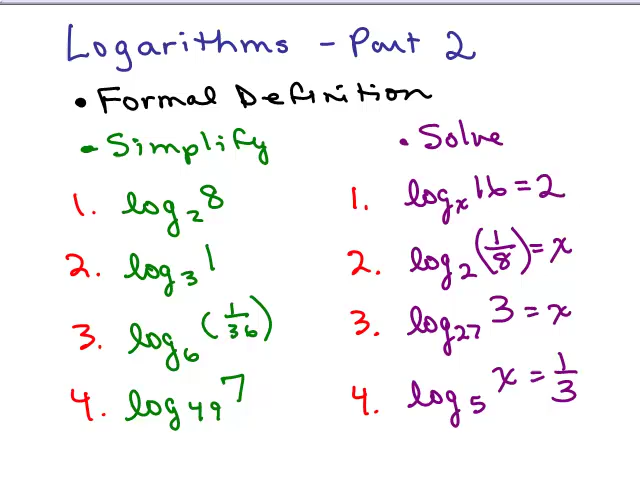 Logarithms - Part 2
• Formal Definition
• Simplify
1. log₂8
2. log₃1
3. log₆(1/36)
4. log₄₉7
• Solve
1. logₓ16=2
2. log₂(1/8)=x
3. log₂₇3=x
4. log₅x=1/3